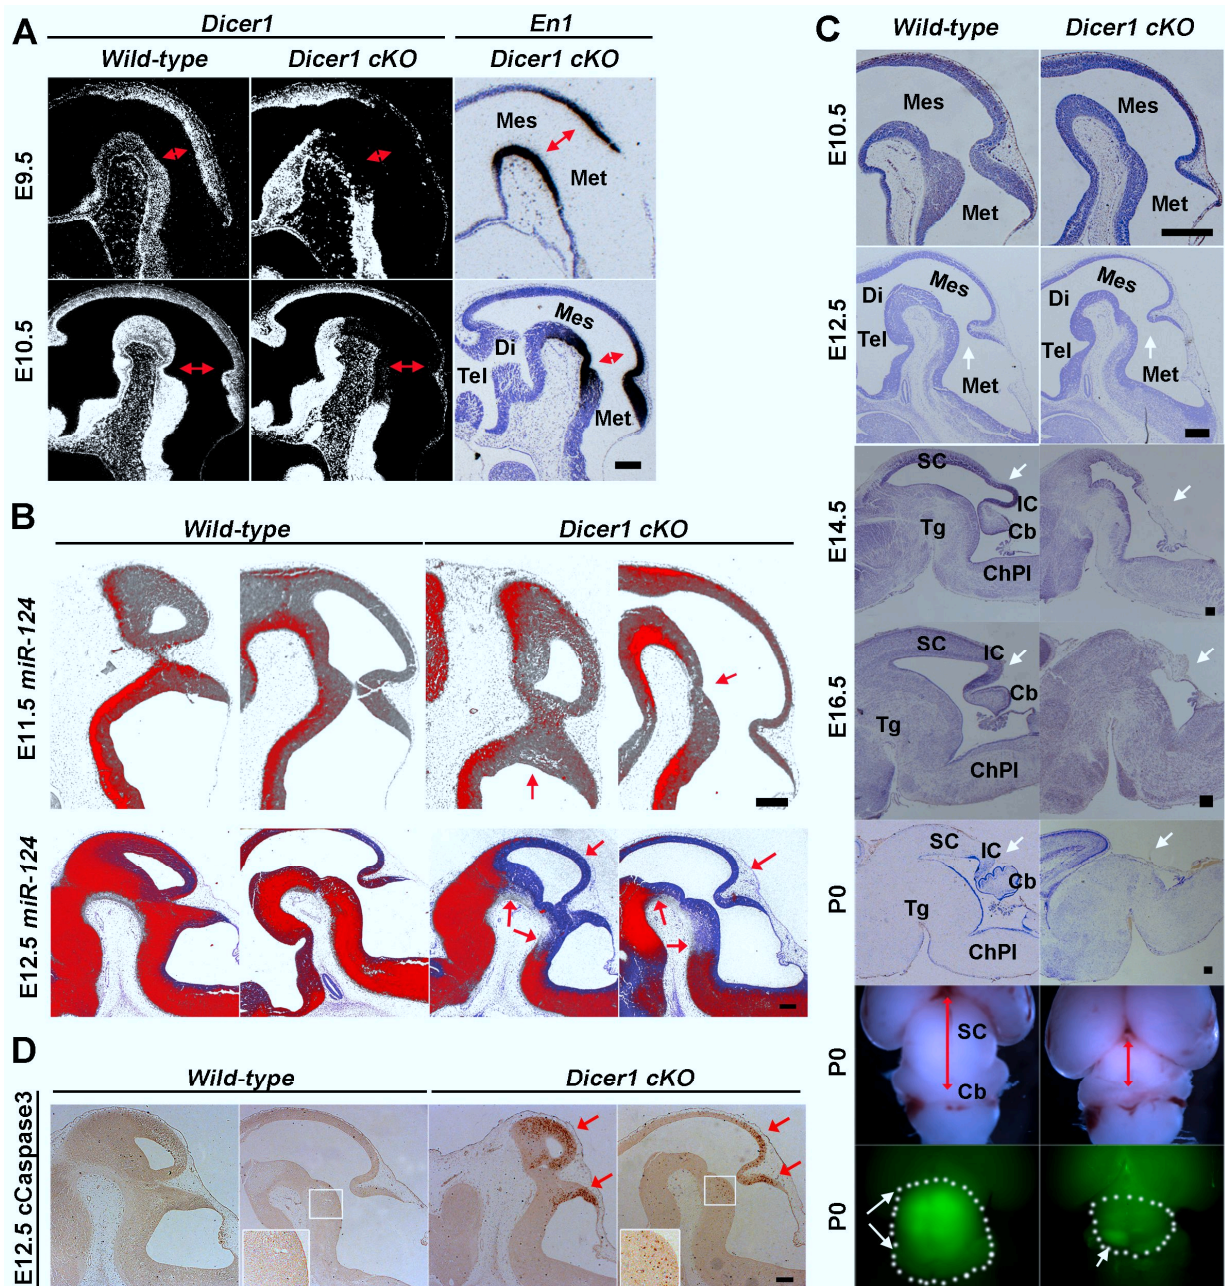 A
Dicer1
En1
Wild-type
Dicer1 cKO
Dicer1 cKO
E9.5
Mes
Met
E10.5
Mes
Di
Tel
Met
B
Wild-type
Dicer1 cKO
E11.5 miR-124
E12.5 miR-124
D
Wild-type
Dicer1 cKO
E12.5 cCaspase3
C
Wild-type
Dicer1 cKO
E10.5
Mes
Met
Mes
Met
E12.5
Di
Mes
Tel
Met
Di
Mes
Tel
Met
E14.5
SC
IC
Tg
Cb
ChPl
E16.5
SC
IC
Cb
Tg
ChPl
P0
SC
IC
Cb
Tg
ChPl
P0
SC
Cb
P0